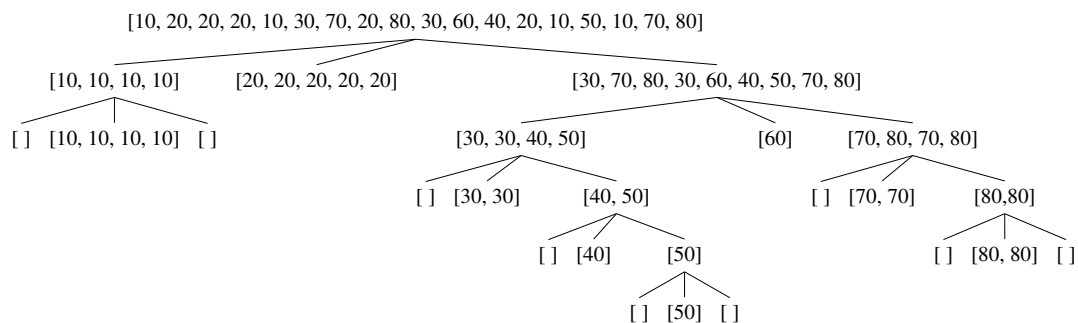 [10, 20, 20, 20, 10, 30, 70, 20, 80, 30, 60, 40, 20, 10, 50, 10, 70, 80]
[10, 10, 10, 10] [20, 20, 20, 20, 20] [30, 70, 80, 30, 60, 40, 50, 70, 80]
[ ] [10, 10, 10, 10] [ ] [30, 30, 40, 50] [60] [70, 80, 70, 80]
[ ] [30, 30] [40, 50] [ ] [70, 70] [80,80]
[ ] [40] [50] [ ] [80, 80] [ ]
[ ] [50] [ ]